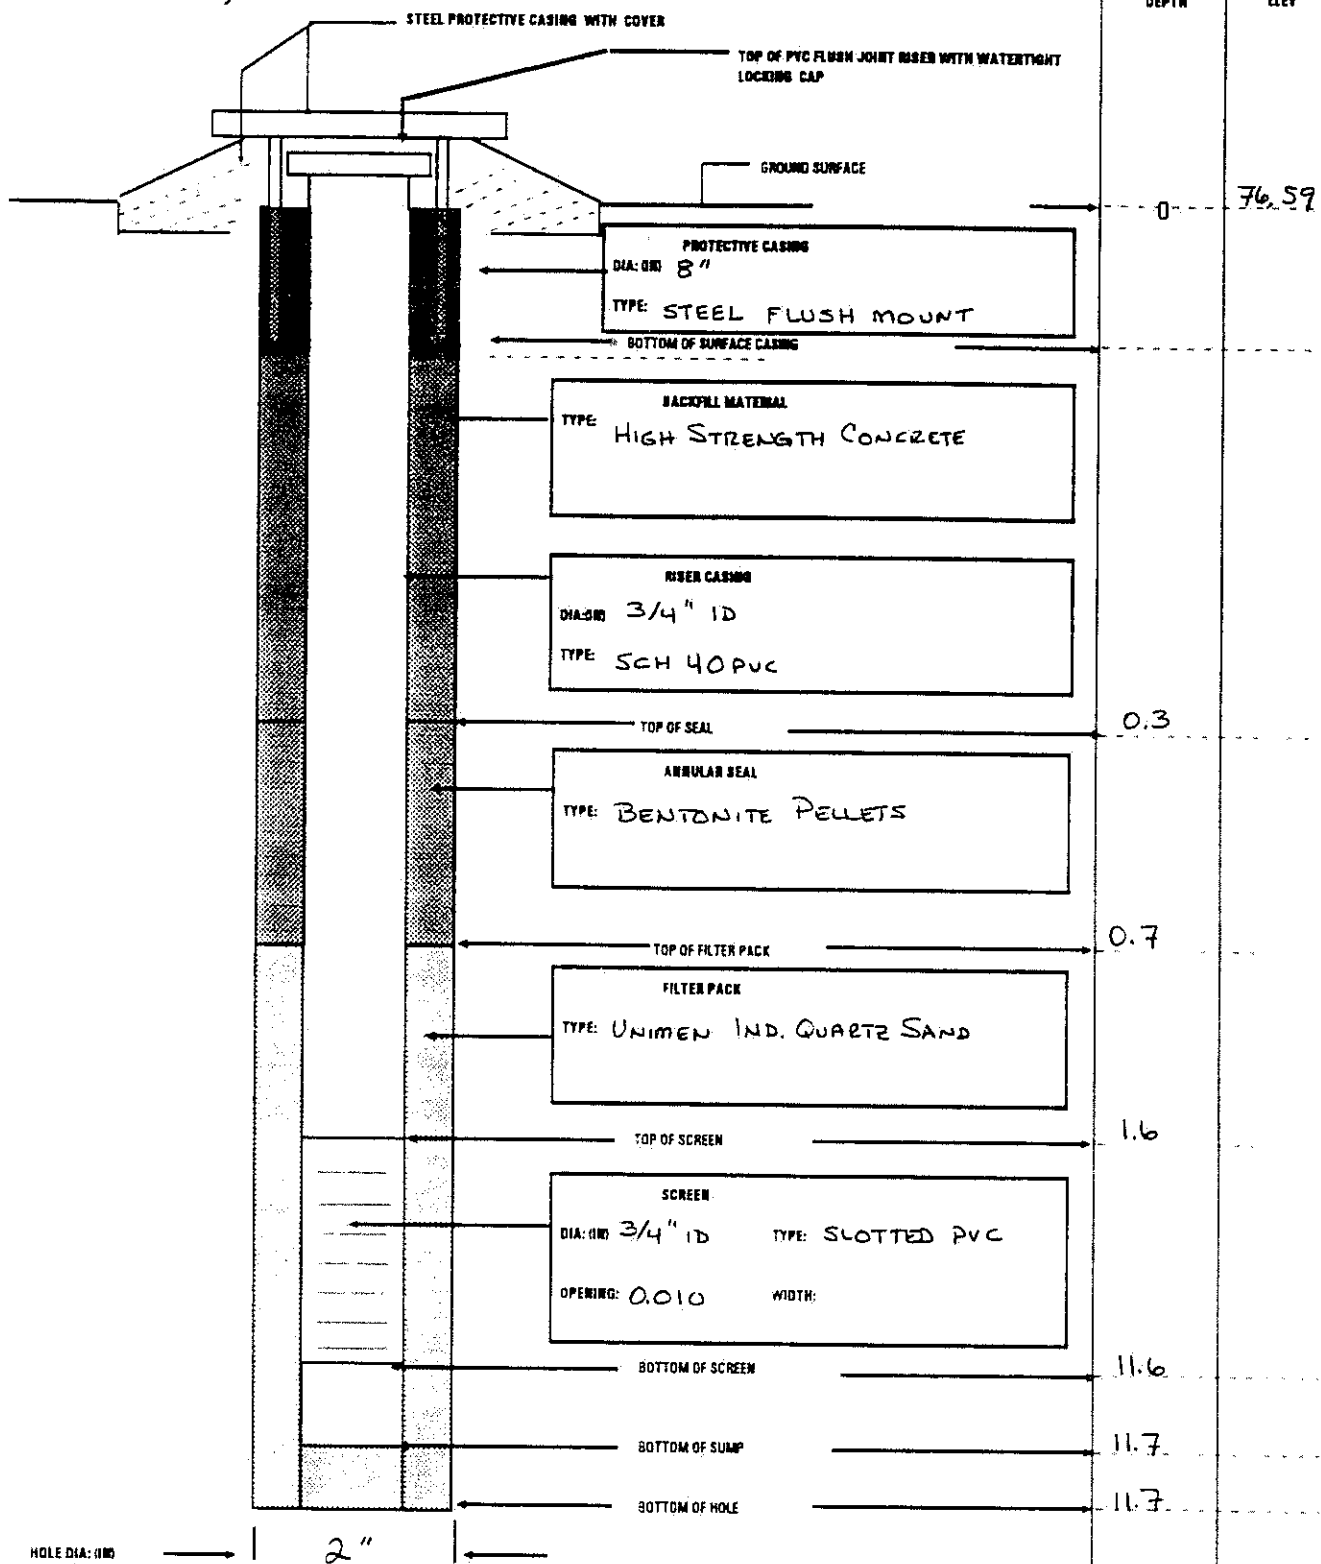 DEPTH ELEV
STEEL PROTECTIVE CASING WITH COVER
TOP OF PVC FLUSH JOINT RISER WITH WATERTIGHT
LOCKING CAP
GROUND SURFACE
0 76.59
PROTECTIVE CASING
DIA: (IN) 8"
TYPE: STEEL FLUSH MOUNT
BOTTOM OF SURFACE CASING
BACKFILL MATERIAL
TYPE: HIGH STRENGTH CONCRETE
RISER CASING
DIA: (IN) 3/4" ID
TYPE: SCH 40 PVC
TOP OF SEAL 0.3
ANNULAR SEAL
TYPE: BENTONITE PELLETS
TOP OF FILTER PACK 0.7
FILTER PACK
TYPE: UNIMEN IND. QUARTZ SAND
TOP OF SCREEN 1.6
SCREEN
DIA: (IN) 3/4" ID TYPE: SLOTTED PVC
OPENING: 0.010 WIDTH:
BOTTOM OF SCREEN 11.6
BOTTOM OF SUMP 11.7
BOTTOM OF HOLE 11.7
HOLE DIA: (IN) 2"